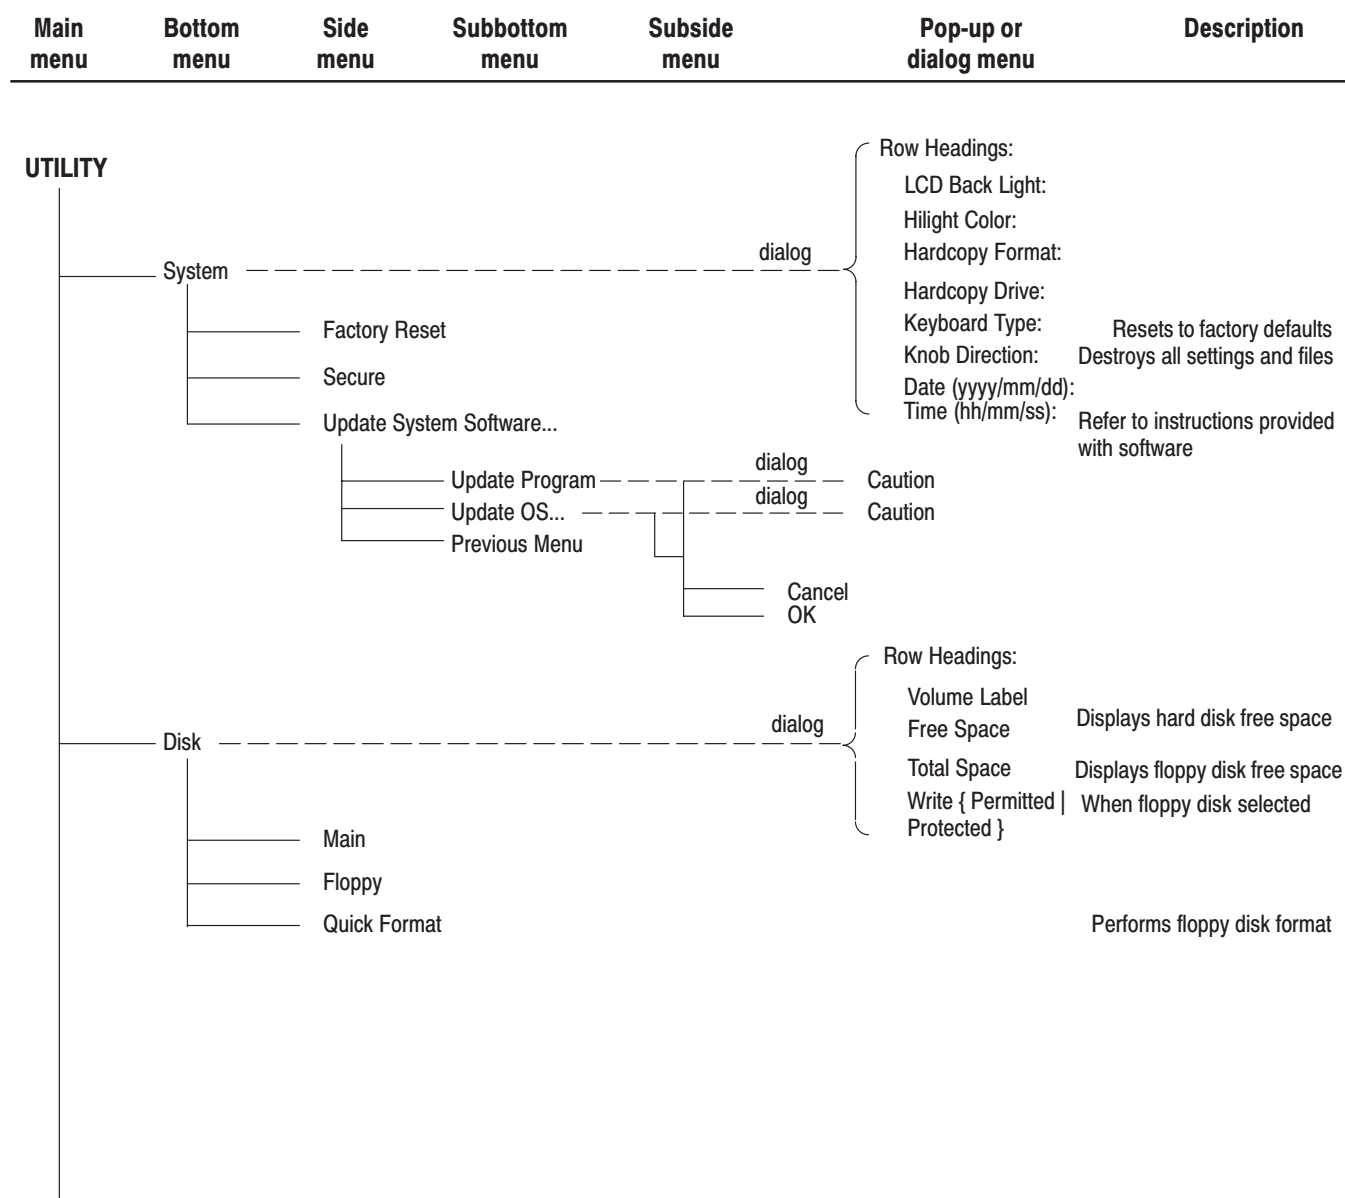 Main menu
Bottom menu
Side menu
Subbottom menu
Subside menu
Pop-up or dialog menu
Description
UTILITY
Row Headings:
LCD Back Light:
Hilight Color:
Hardcopy Format:
dialog
System
Hardcopy Drive:
Keyboard Type:
Knob Direction:
Date (yyyy/mm/dd):
Time (hh/mm/ss):
Factory Reset
Resets to factory defaults
Secure
Destroys all settings and files
Update System Software...
Refer to instructions provided
with software
Update Program
dialog
Caution
Update OS...
dialog
Caution
Previous Menu
Cancel
OK
Row Headings:
Volume Label
Free Space
Displays hard disk free space
dialog
Disk
Total Space
Displays floppy disk free space
Write { Permitted |
Protected }
When floppy disk selected
Main
Floppy
Quick Format
Performs floppy disk format